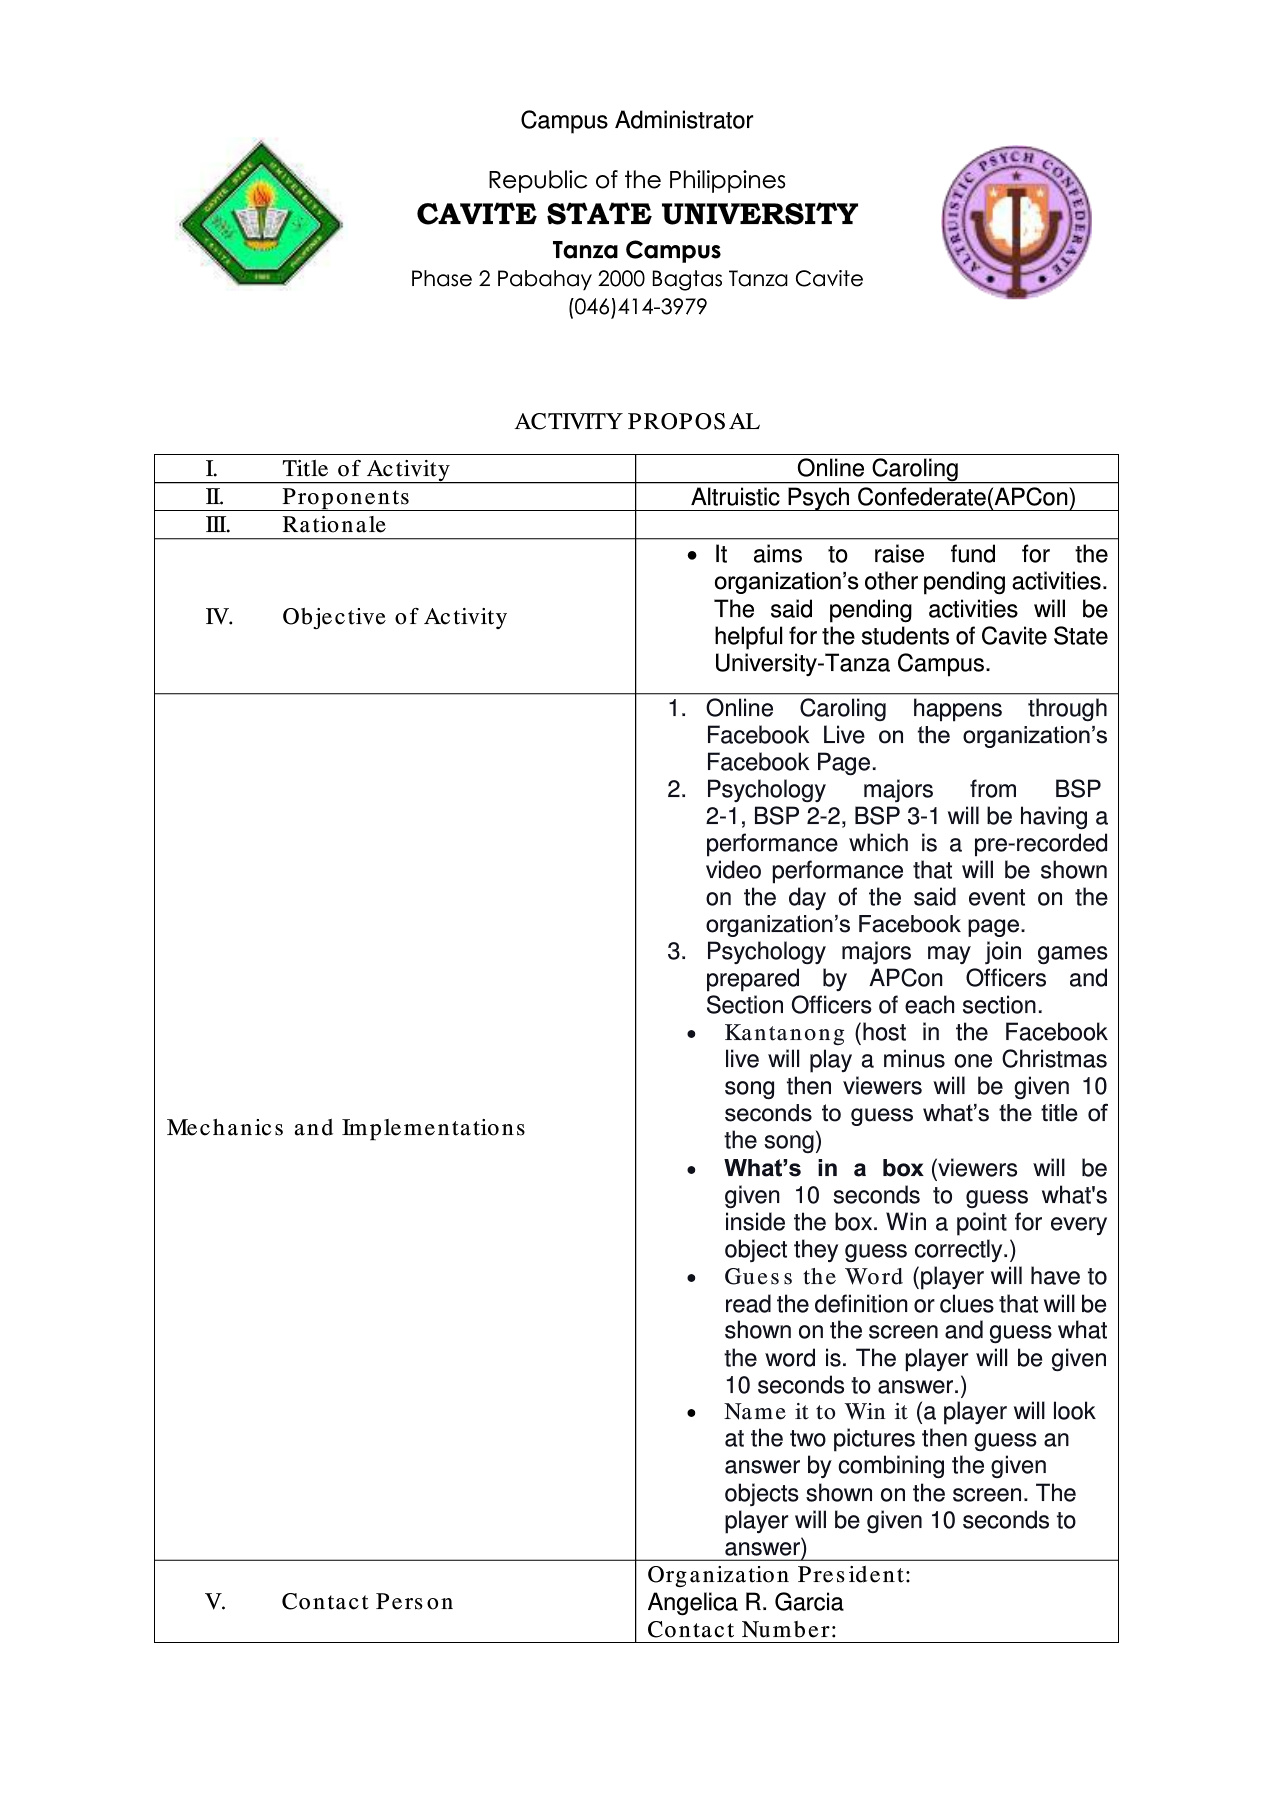 Campus Administrator
Republic of the Philippines
CAVITE STATE UNIVERSITY
Tanza Campus
Phase 2 Pabahay 2000 Bagtas Tanza Cavite
(046)414-3979
CAVITE STATE UNIVERSITY
CAVITE PHILIPPINES
ALTRUISTIC PSYCH CONFEDERATE
ACTIVITY PROPOSAL
I. Title of Activity
Online Caroling
II. Proponents
Altruistic Psych Confederate(APCon)
III. Rationale
IV. Objective of Activity
• It aims to raise fund for the
organization’s other pending activities.
The said pending activities will be
helpful for the students of Cavite State
University-Tanza Campus.
Mechanics and Implementations
1. Online Caroling happens through
Facebook Live on the organization’s
Facebook Page.
2. Psychology majors from BSP
2-1, BSP 2-2, BSP 3-1 will be having a
performance which is a pre-recorded
video performance that will be shown
on the day of the said event on the
organization’s Facebook page.
3. Psychology majors may join games
prepared by APCon Officers and
Section Officers of each section.
• Kantanong (host in the Facebook
live will play a minus one Christmas
song then viewers will be given 10
seconds to guess what’s the title of
the song)
• What’s in a box (viewers will be
given 10 seconds to guess what's
inside the box. Win a point for every
object they guess correctly.)
• Guess the Word (player will have to
read the definition or clues that will be
shown on the screen and guess what
the word is. The player will be given
10 seconds to answer.)
• Name it to Win it (a player will look
at the two pictures then guess an
answer by combining the given
objects shown on the screen. The
player will be given 10 seconds to
answer)
V. Contact Person
Organization President:
Angelica R. Garcia
Contact Number: